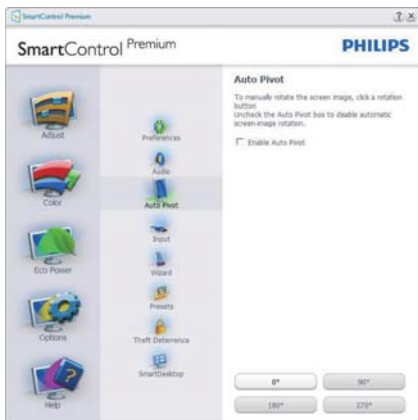 SmartControl Premium
SmartControl Premium
PHILIPS
Adjust
Color
Eco Power
Options
Help
Preferences
Audio
Auto Pivot
Input
Wizard
Presets
Theft Deterrence
SmartDesktop
Auto Pivot
To manually rotate the screen image, click a rotation
button
Uncheck the Auto Pivot box to disable automatic
screen-image rotation.
Enable Auto Pivot
0°
90°
180°
270°